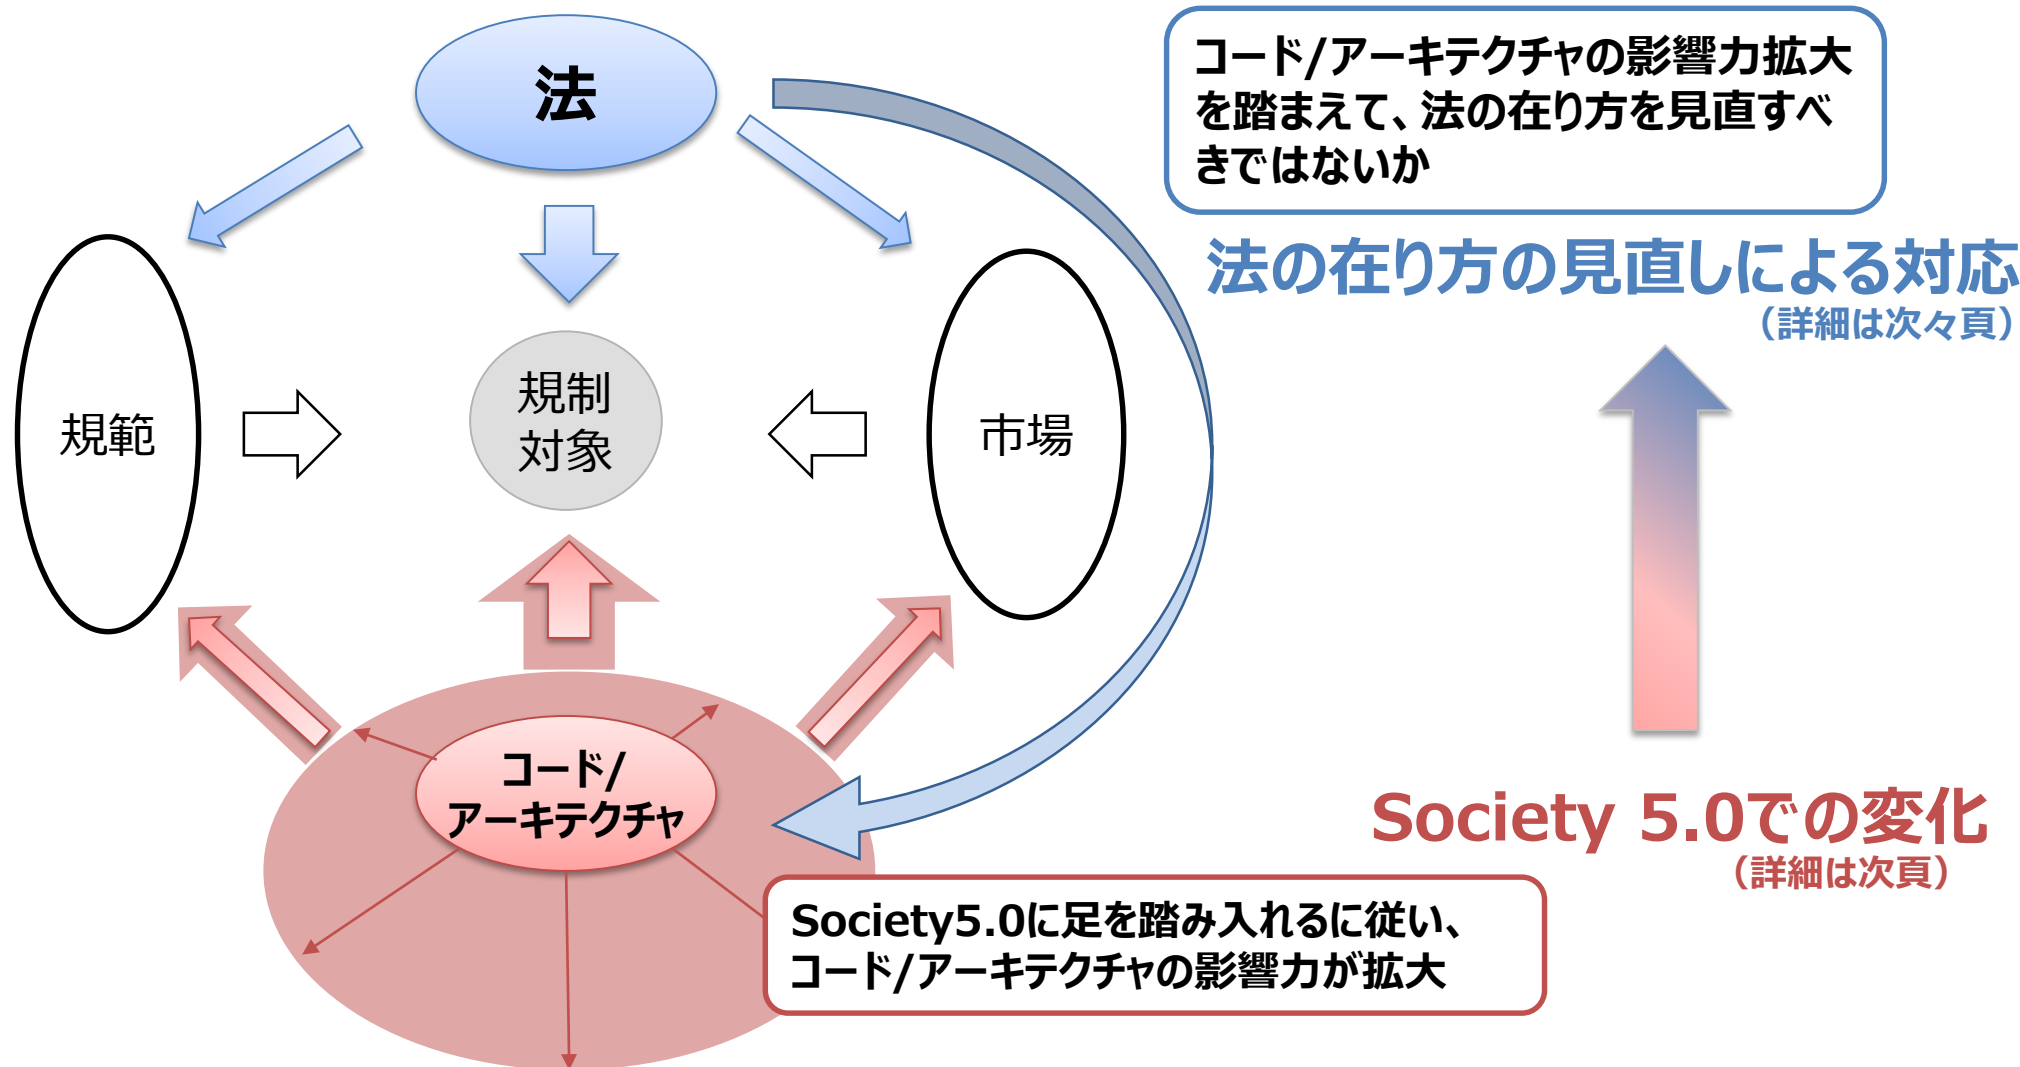 法
コード/アーキテクチャの影響力拡大
を踏まえて、法の在り方を見直すべ
きではないか
法の在り方の見直しによる対応
（詳細は次々頁）
規範
規制
対象
市場
コード/
アーキテクチャ
Society 5.0での変化
（詳細は次頁）
Society5.0に足を踏み入れるに従い、
コード/アーキテクチャの影響力が拡大